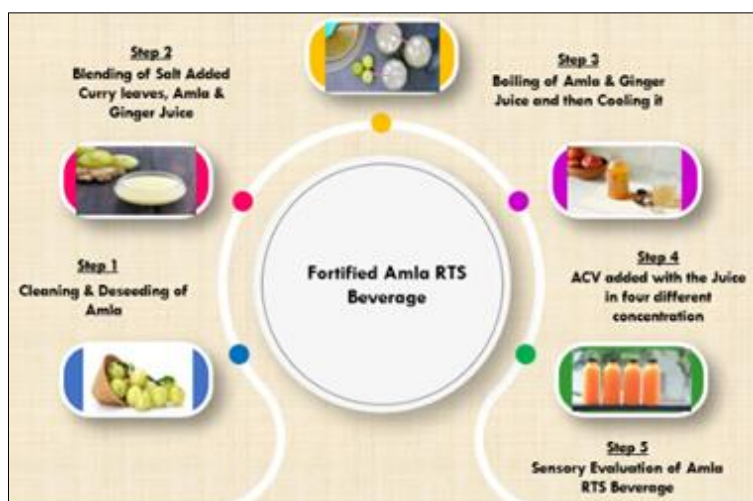 Step 1
Cleaning & Deseeding of
Amla
Step 2
Blending of Salt Added
Curry leaves, Amla &
Ginger Juice
Step 3
Boiling of Amla & Ginger
Juice and then Cooling it
Step 4
ACV added with the Juice
in four different
concentration
Step 5
Sensory Evaluation of Amla
RTS Beverage
Fortified Amla RTS
Beverage